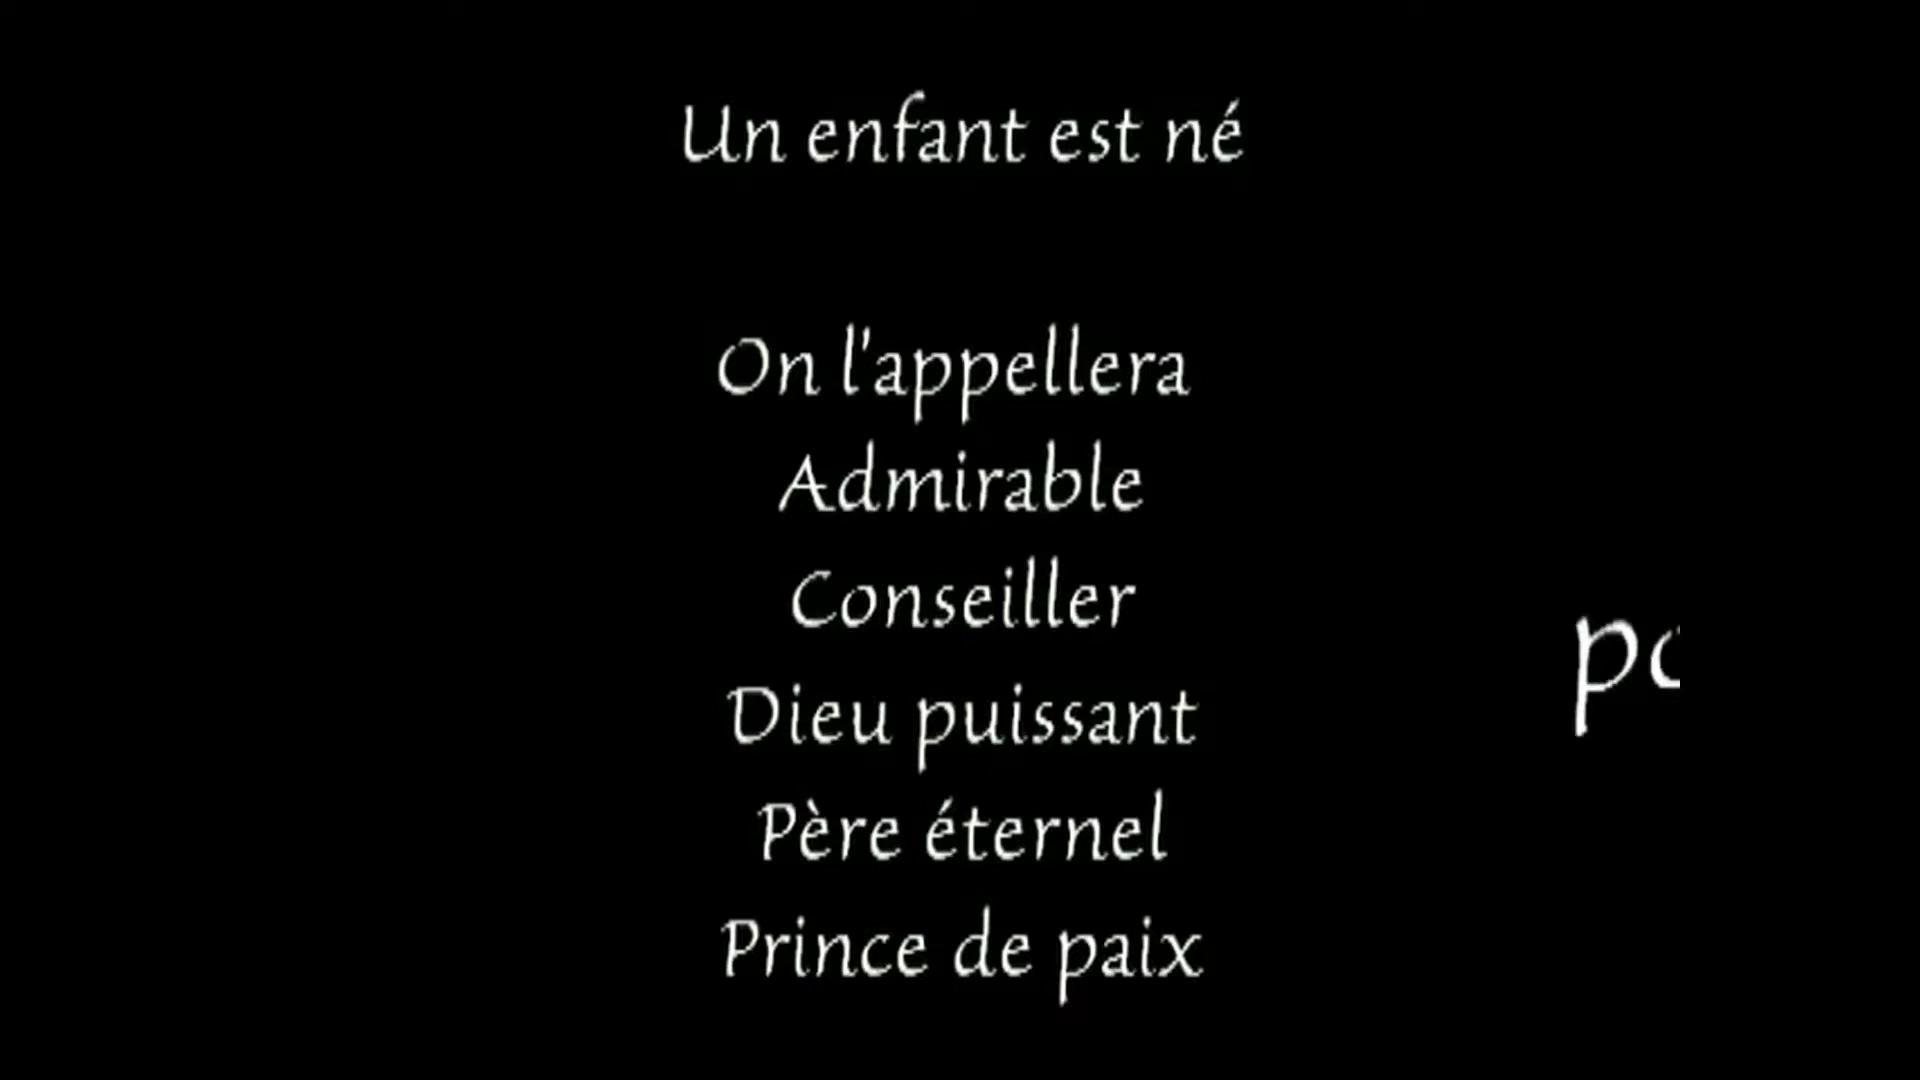 Un enfant est né
On l'appellera
Admirable
Conseiller
Dieu puissant
Père éternel
Prince de paix